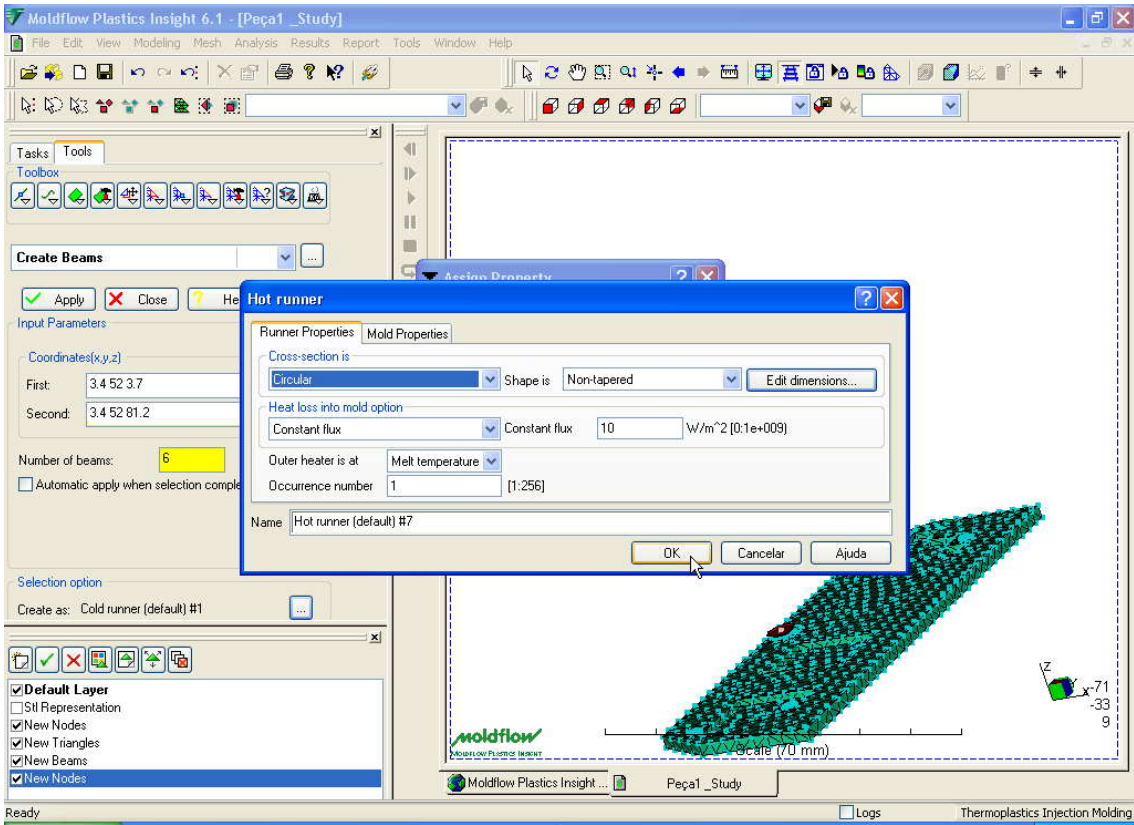 Moldflow Plastics Insight 6.1 - [Peça1 _Study]
File Edit View Modeling Mesh Analysis Results Report Tools Window Help
Tasks Tools
Toolbox
Create Beams
...
Assign Property
Apply Close He
Hot runner
Input Parameters
Runner Properties Mold Properties
Coordinates(x,y,z)
Cross-section is
First: 3.4 52 3.7
Circular Shape is Non-tapered Edit dimensions...
Second: 3.4 52 81.2
Heat loss into mold option
Constant flux Constant flux 10 W/m^2 [0:1e+009)
Number of beams: 6
Outer heater is at Melt temperature
Automatic apply when selection comple
Occurrence number 1 [1:256]
Name Hot runner (default) #7
OK Cancelar Ajuda
Selection option
Create as: Cold runner (default) #1 ...
Default Layer
Stl Representation
New Nodes
New Triangles
New Beams
New Nodes
Z
Y
x -71
-33
9
moldflow
MOLDFLOW PLASTICS INSIGHT
Scale (70 mm)
Moldflow Plastics Insight ... Peça1 _Study
Ready Logs Thermoplastics Injection Molding